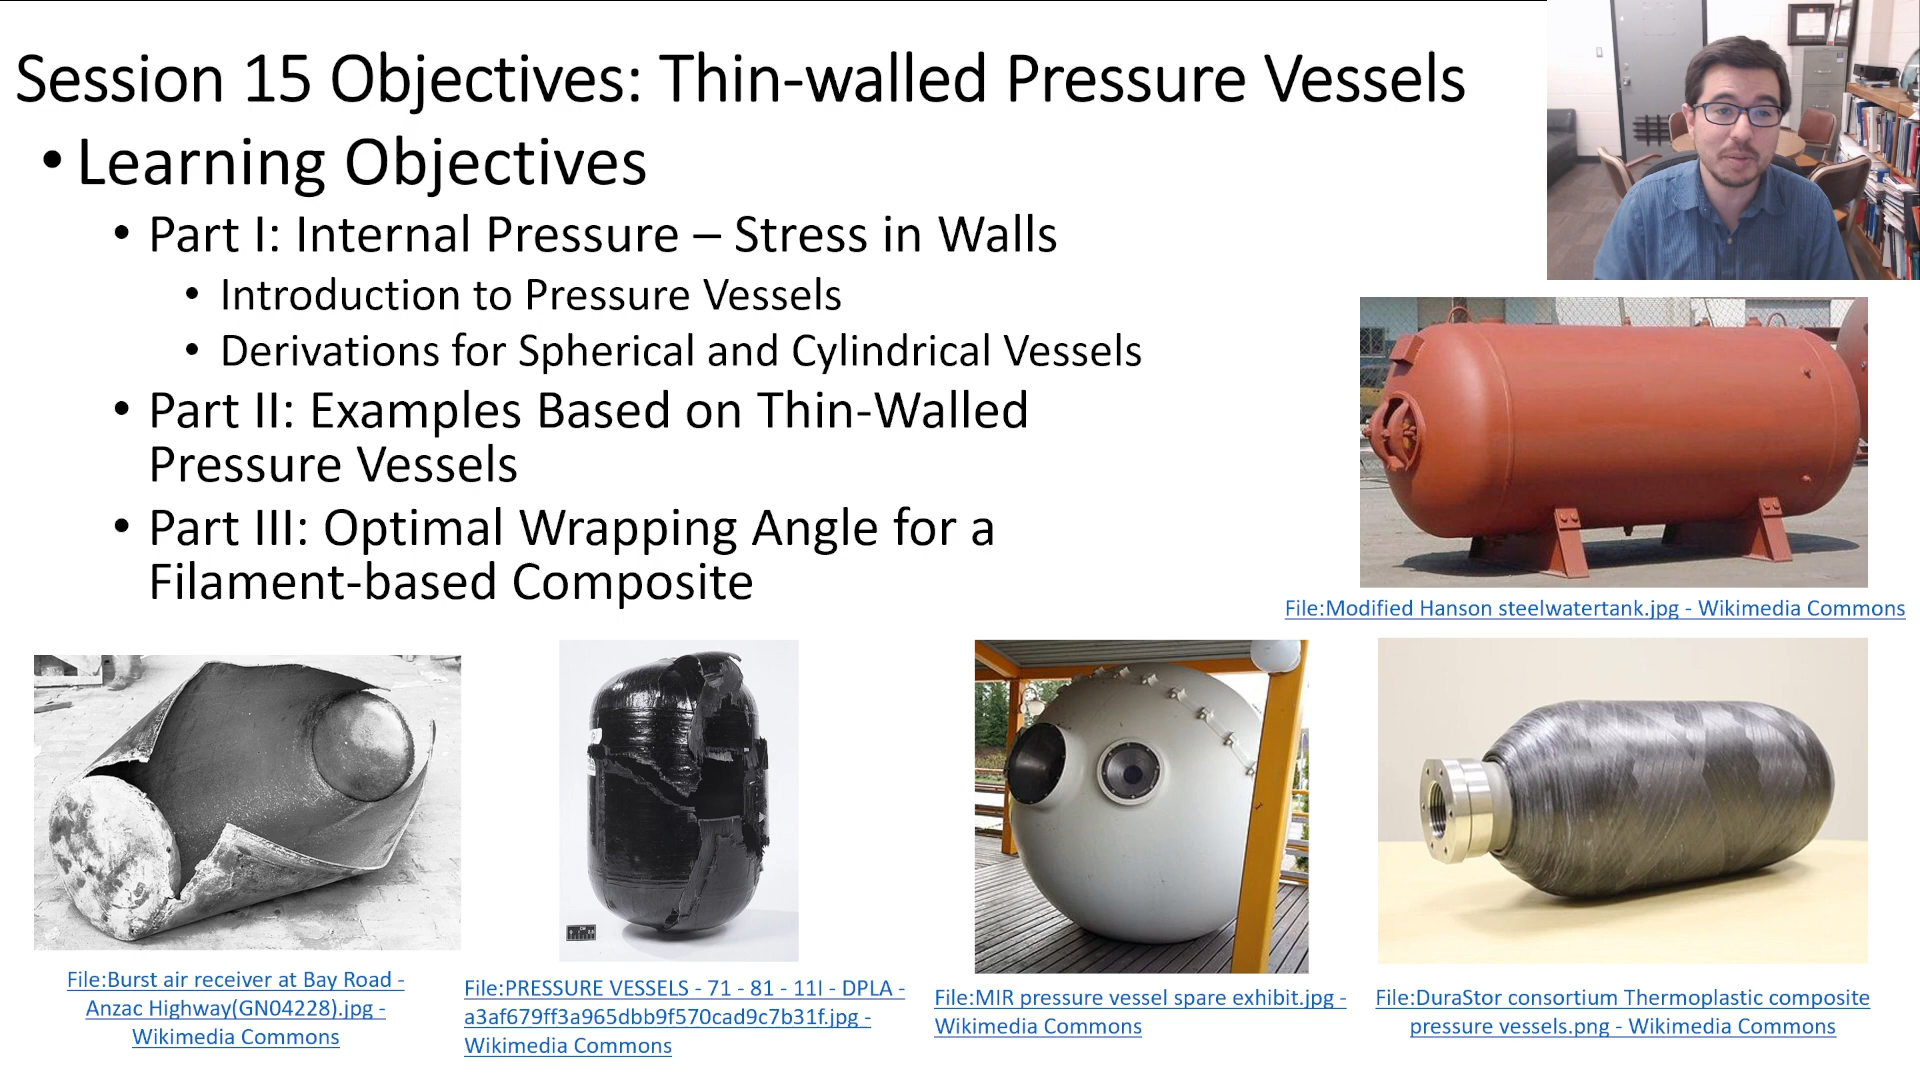 Session 15 Objectives: Thin-walled Pressure Vessels
• Learning Objectives
• Part I: Internal Pressure – Stress in Walls
• Introduction to Pressure Vessels
• Derivations for Spherical and Cylindrical Vessels
• Part II: Examples Based on Thin-Walled
Pressure Vessels
• Part III: Optimal Wrapping Angle for a
Filament-based Composite
File:Modified Hanson steelwatertank.jpg - Wikimedia Commons
File:Burst air receiver at Bay Road -
Anzac Highway(GN04228).jpg -
Wikimedia Commons
File:PRESSURE VESSELS - 71 - 81 - 11I - DPLA -
a3af679ff3a965dbb9f570cad9c7b31f.jpg -
Wikimedia Commons
File:MIR pressure vessel spare exhibit.jpg -
Wikimedia Commons
File:DuraStor consortium Thermoplastic composite
pressure vessels.png - Wikimedia Commons